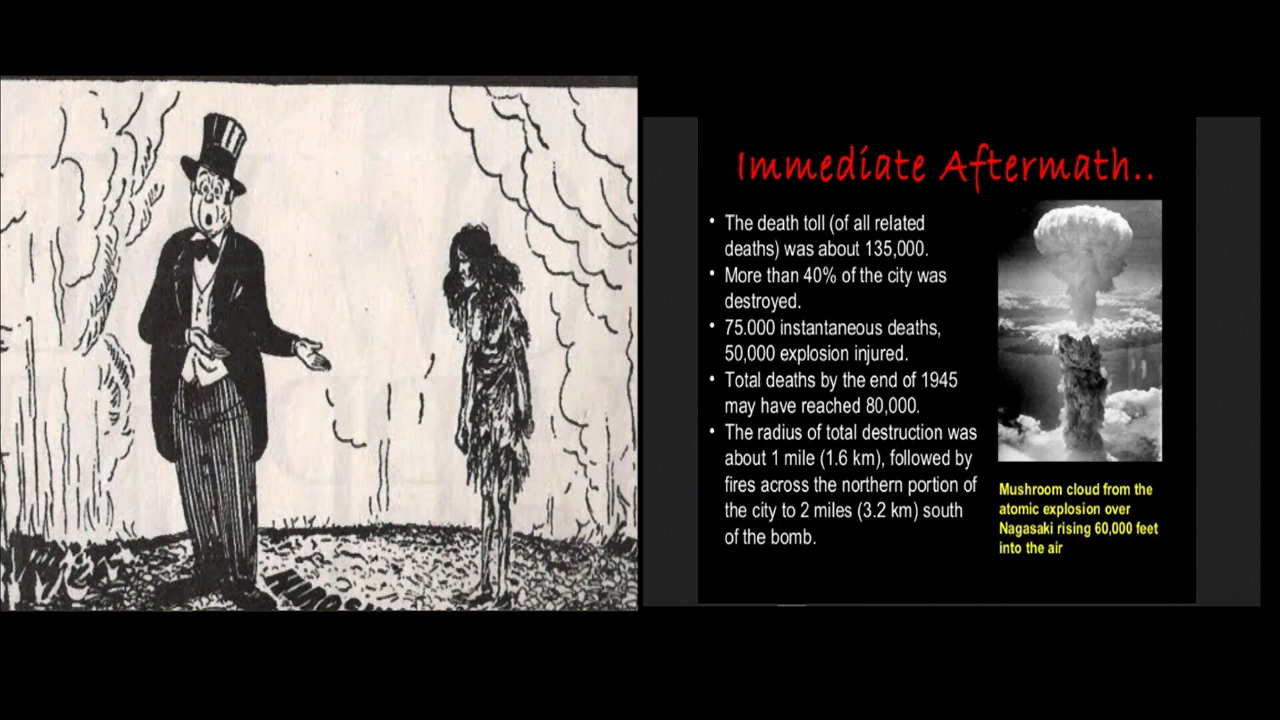 Immediate Aftermath..
• The death toll (of all related
deaths) was about 135,000.
• More than 40% of the city was
destroyed.
• 75.000 instantaneous deaths,
50,000 explosion injured.
• Total deaths by the end of 1945
may have reached 80,000.
• The radius of total destruction was
about 1 mile (1.6 km), followed by
fires across the northern portion of
the city to 2 miles (3.2 km) south
of the bomb.
Mushroom cloud from the
atomic explosion over
Nagasaki rising 60,000 feet
into the air